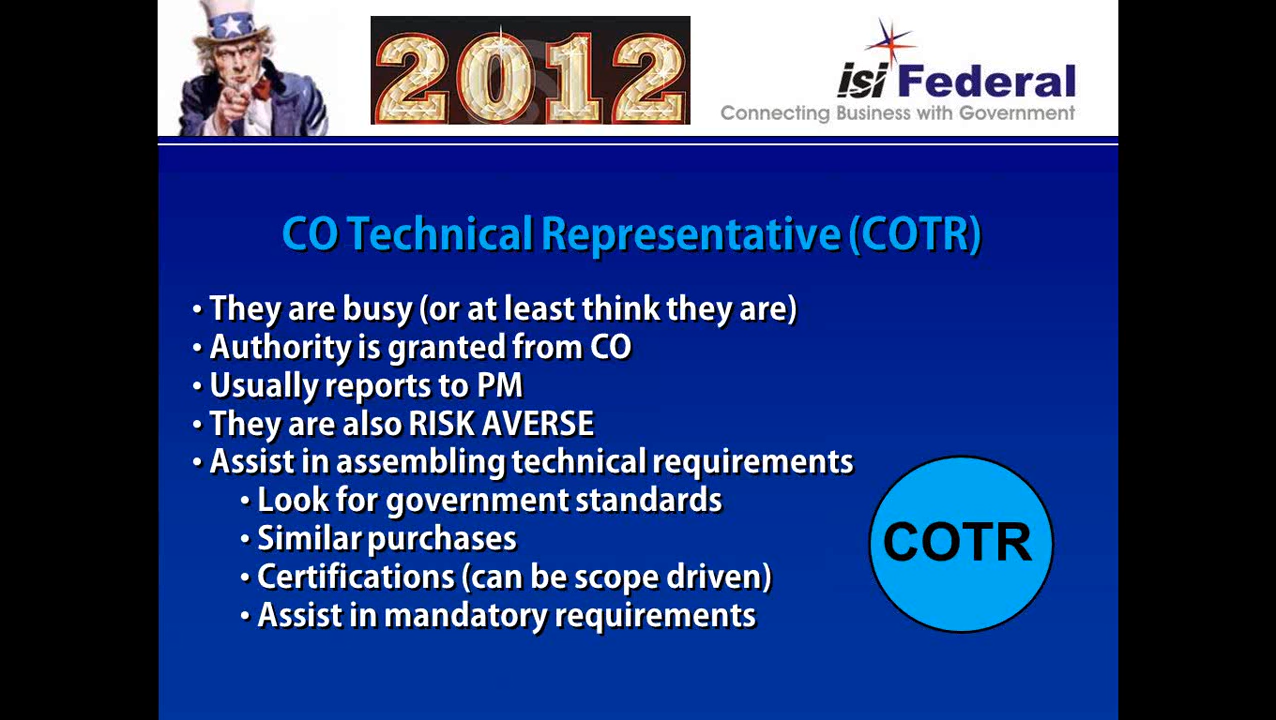 2012
isi Federal
Connecting Business with Government
CO Technical Representative (COTR)
• They are busy (or at least think they are)
• Authority is granted from CO
• Usually reports to PM
• They are also RISK AVERSE
• Assist in assembling technical requirements
• Look for government standards
• Similar purchases
• Certifications (can be scope driven)
• Assist in mandatory requirements
COTR